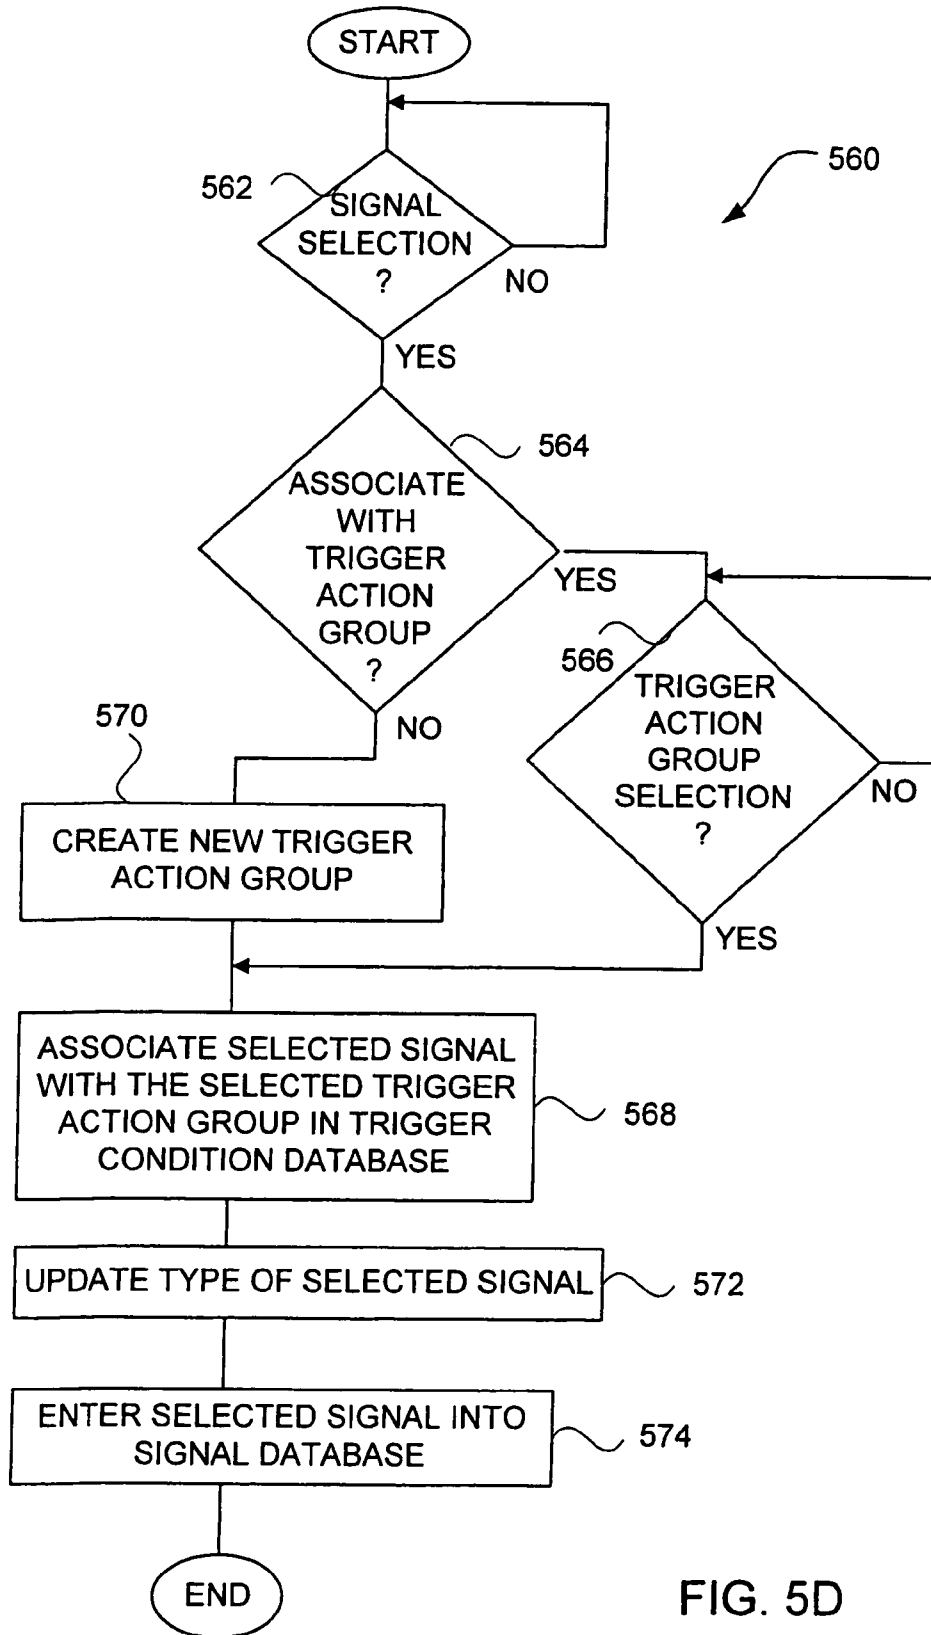 START
560
562
SIGNAL
SELECTION
?
NO
YES
564
ASSOCIATE
WITH
TRIGGER
ACTION
GROUP
?
YES
566
NO
TRIGGER
ACTION
GROUP
SELECTION
?
NO
570
CREATE NEW TRIGGER
ACTION GROUP
YES
ASSOCIATE SELECTED SIGNAL
WITH THE SELECTED TRIGGER
ACTION GROUP IN TRIGGER
CONDITION DATABASE
568
UPDATE TYPE OF SELECTED SIGNAL
572
ENTER SELECTED SIGNAL INTO
SIGNAL DATABASE
574
END
FIG. 5D